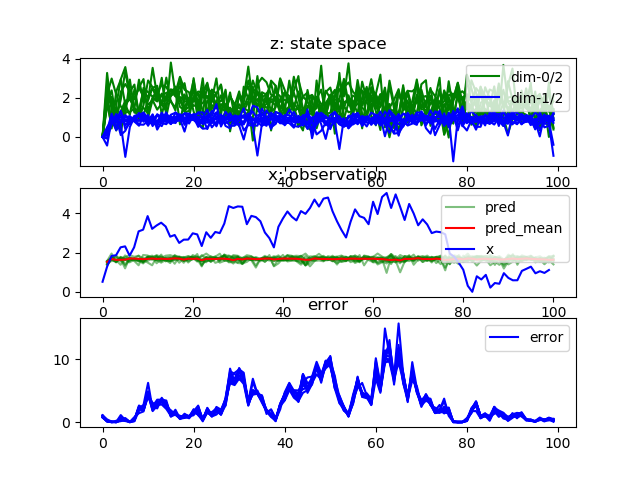 z: state space
4
2
0
dim-0/2
dim-1/2
0 20 40 60 80 100
x: observation
4
2
0
pred
pred_mean
x
0 20 40 60 80 100
error
10
0
error
0 20 40 60 80 100